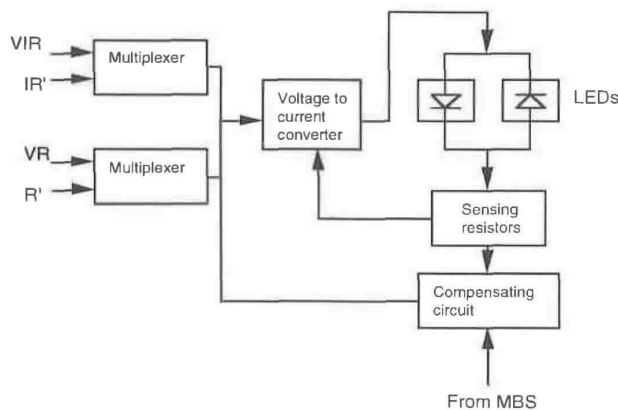 VIR
IR'
Multiplexer
VR
R'
Multiplexer
Voltage to
current
converter
LEDs
Sensing
resistors
Compensating
circuit
From MBS